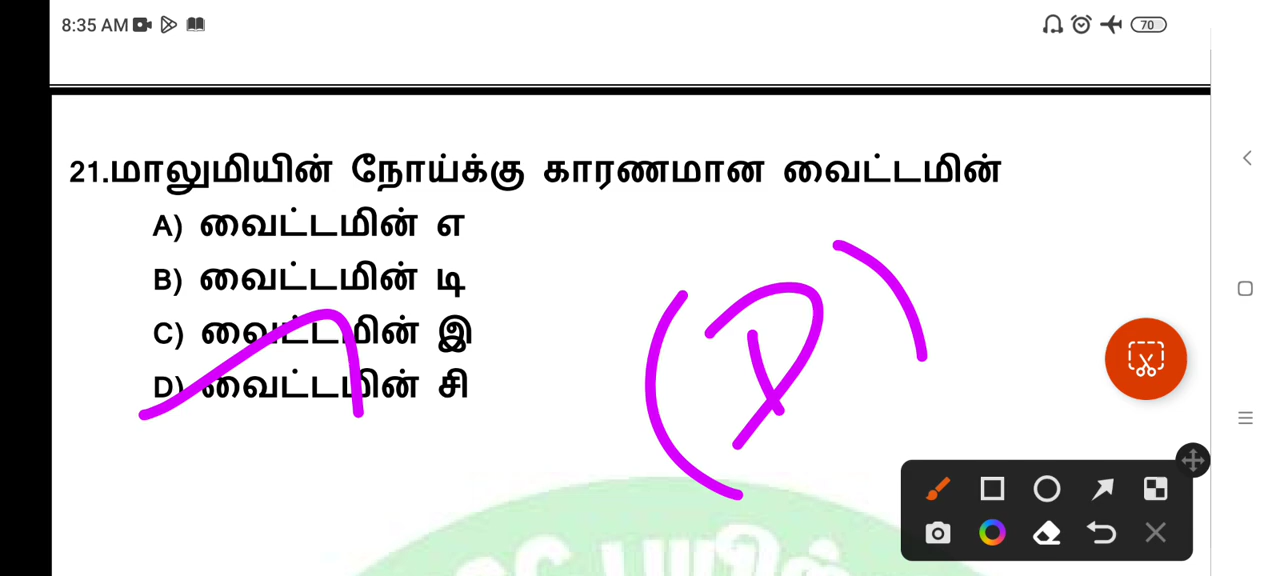 8:35 AM
70
21.மாலுமியின் நோய்க்கு காரணமான வைட்டமின்
A) வைட்டமின் எ
B) வைட்டமின் டி
C) வைட்டமின் இ
D) வைட்டமின் சி
(D)